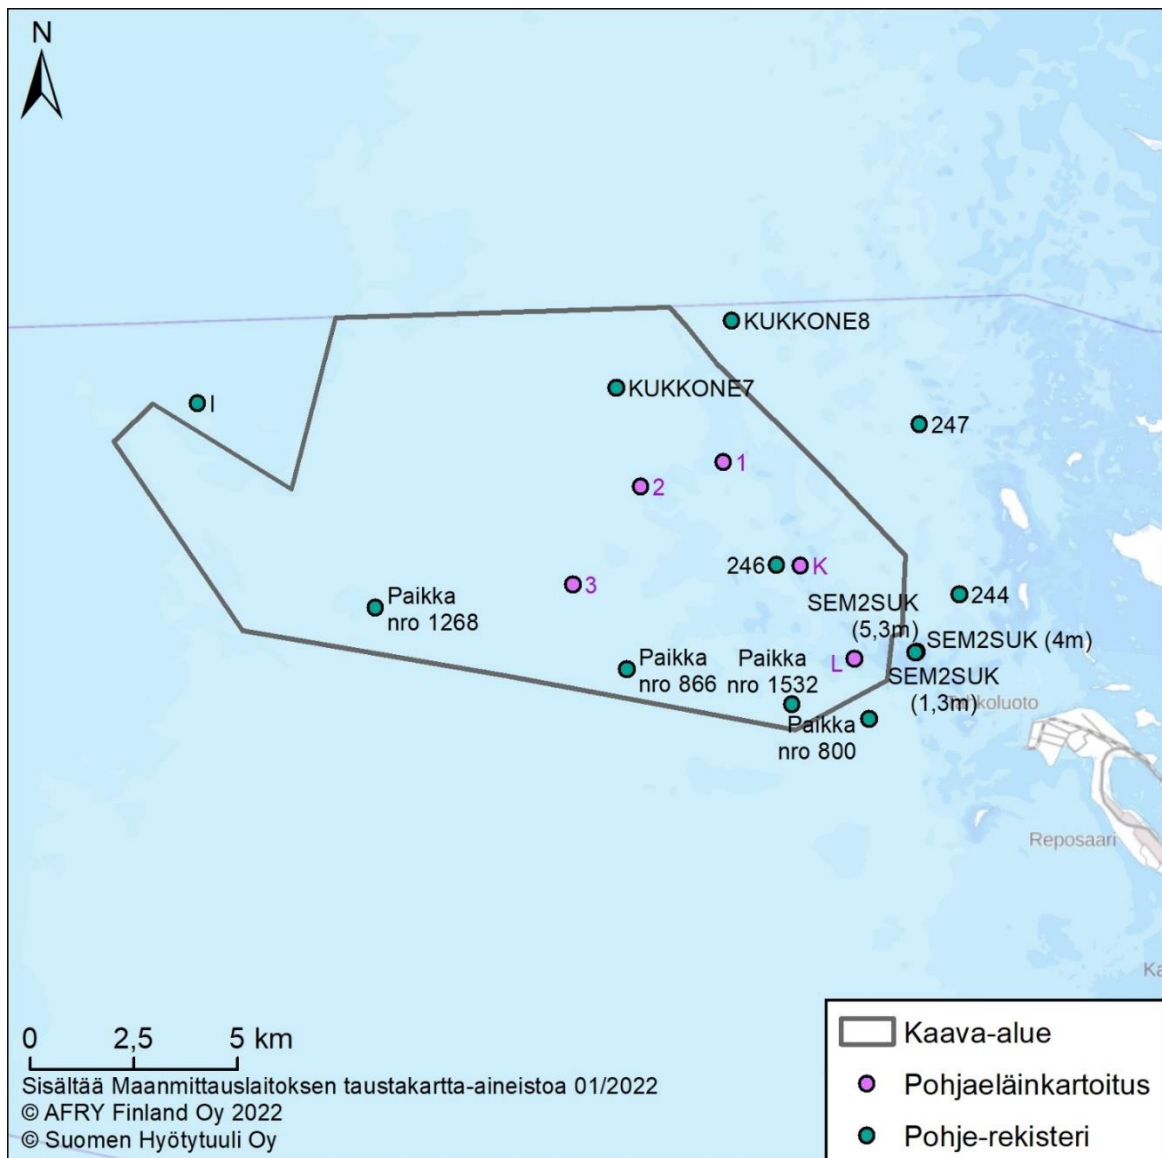 N
KUKKONE8
KUKKONE7
I
247
1
2
246
K
3
244
SEM2SUK
(5,3m)
Paikka
nro 1268
SEM2SUK (4m)
L
Paikka
nro 866
Paikka
nro 1532
SEM2SUK
(1,3m)
Paikka
nro 800
Reposaari
Ka
0 2,5 5 km
Sisältää Maanmittauslaitoksen taustakartta-aineistoa 01/2022
© AFRY Finland Oy 2022
© Suomen Hyötytuuli Oy
Kaava-alue
Pohjaeläinkartoitus
Pohje-rekisteri